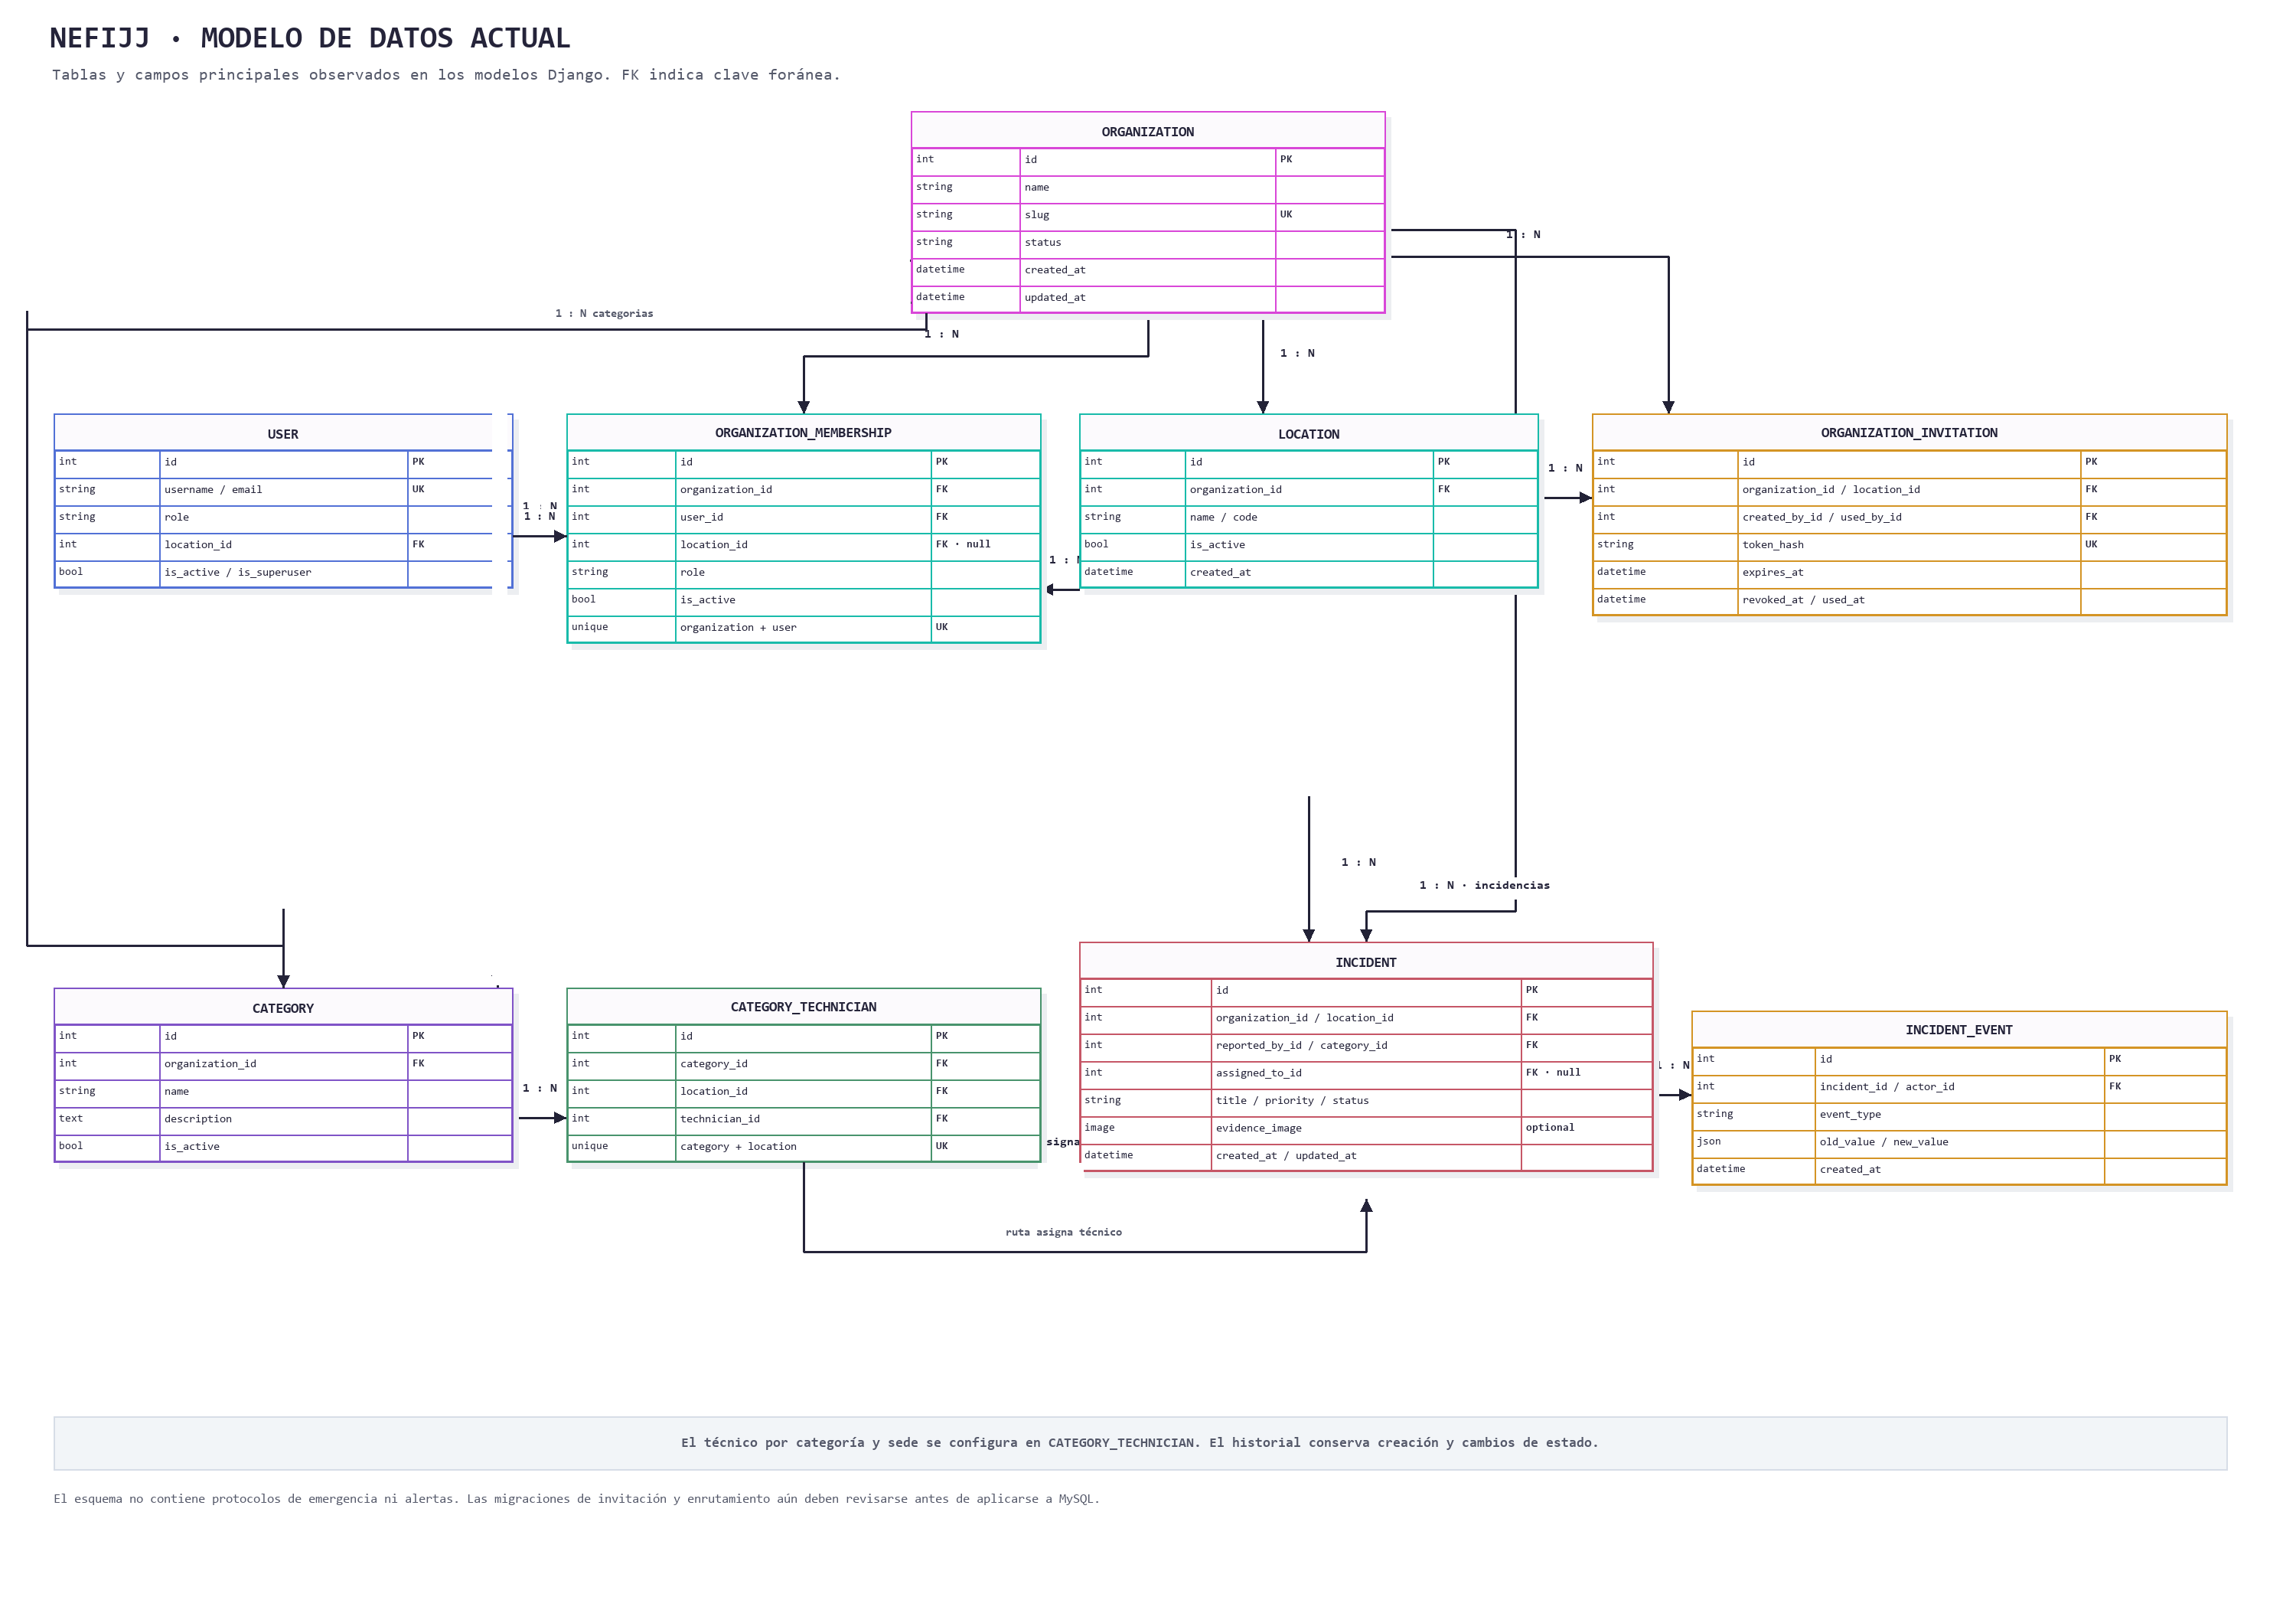 NEFIJJ · MODELO DE DATOS ACTUAL
Tablas y campos principales observados en los modelos Django. FK indica clave foránea.
ORGANIZATION
int id PK
string name
string slug UK
string status
datetime created_at
datetime updated_at
1 : N
1 : N categorias
1 : N
1 : N
USER
int id PK
string username / email UK
string role
int location_id FK
bool is_active / is_superuser
1 : N
1 : N
ORGANIZATION_MEMBERSHIP
int id PK
int organization_id FK
int user_id FK
int location_id FK · null
string role
bool is_active
unique organization + user UK
1 :
LOCATION
int id PK
int organization_id FK
string name / code
bool is_active
datetime created_at
1 : N
ORGANIZATION_INVITATION
int id PK
int organization_id / location_id FK
int created_by_id / used_by_id FK
string token_hash UK
datetime expires_at
datetime revoked_at / used_at
1 : N
1 : N · incidencias
CATEGORY
int id PK
int organization_id FK
string name
text description
bool is_active
1 : N
CATEGORY_TECHNICIAN
int id PK
int category_id FK
int location_id FK
int technician_id FK
unique category + location UK
signa
INCIDENT
int id PK
int organization_id / location_id FK
int reported_by_id / category_id FK
int assigned_to_id FK · null
string title / priority / status
image evidence_image optional
datetime created_at / updated_at
1 : N
INCIDENT_EVENT
int id PK
int incident_id / actor_id FK
string event_type
json old_value / new_value
datetime created_at
ruta asigna técnico
El técnico por categoría y sede se configura en CATEGORY_TECHNICIAN. El historial conserva creación y cambios de estado.
El esquema no contiene protocolos de emergencia ni alertas. Las migraciones de invitación y enrutamiento aún deben revisarse antes de aplicarse a MySQL.